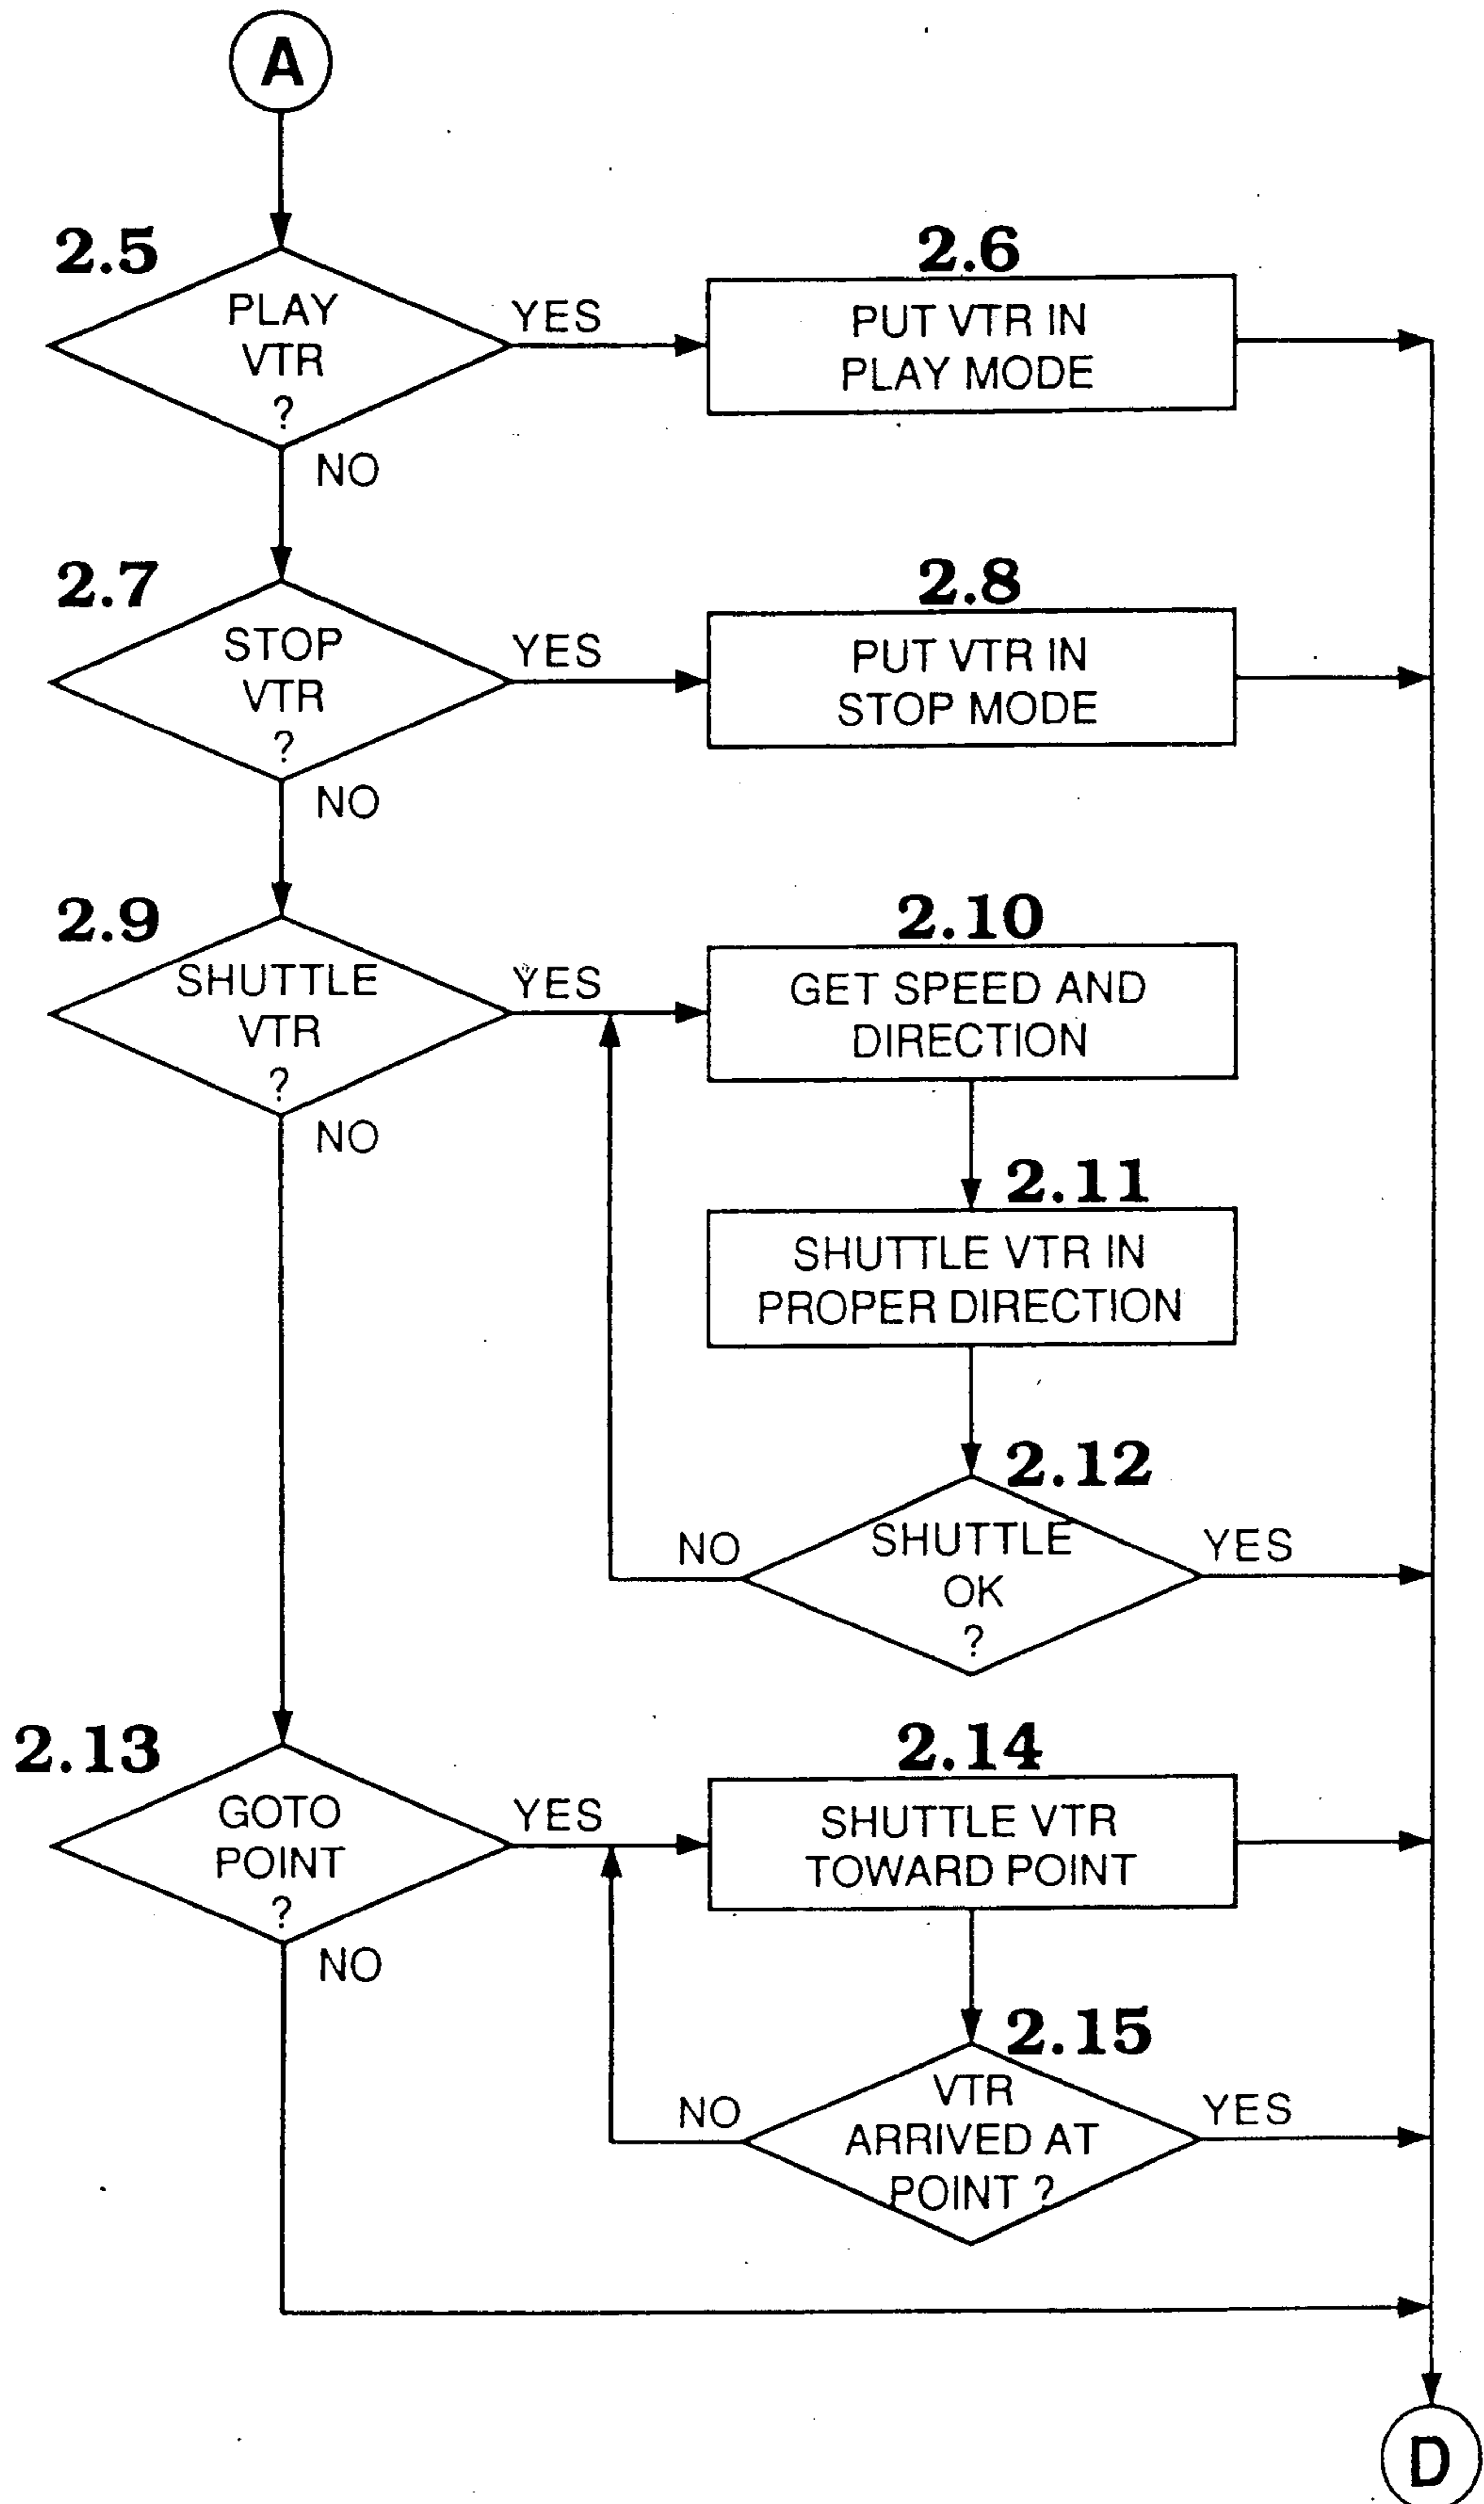 A
2.5
PLAY
VTR
?
YES
NO
2.6
PUT VTR IN
PLAY MODE
2.7
STOP
VTR
?
YES
NO
2.8
PUT VTR IN
STOP MODE
2.9
SHUTTLE
VTR
?
YES
NO
2.10
GET SPEED AND
DIRECTION
2.11
SHUTTLE VTR IN
PROPER DIRECTION
2.12
SHUTTLE
OK
?
NO
YES
2.13
GOTO
POINT
?
YES
NO
2.14
SHUTTLE VTR
TOWARD POINT
2.15
VTR
ARRIVED AT
POINT ?
NO
YES
D